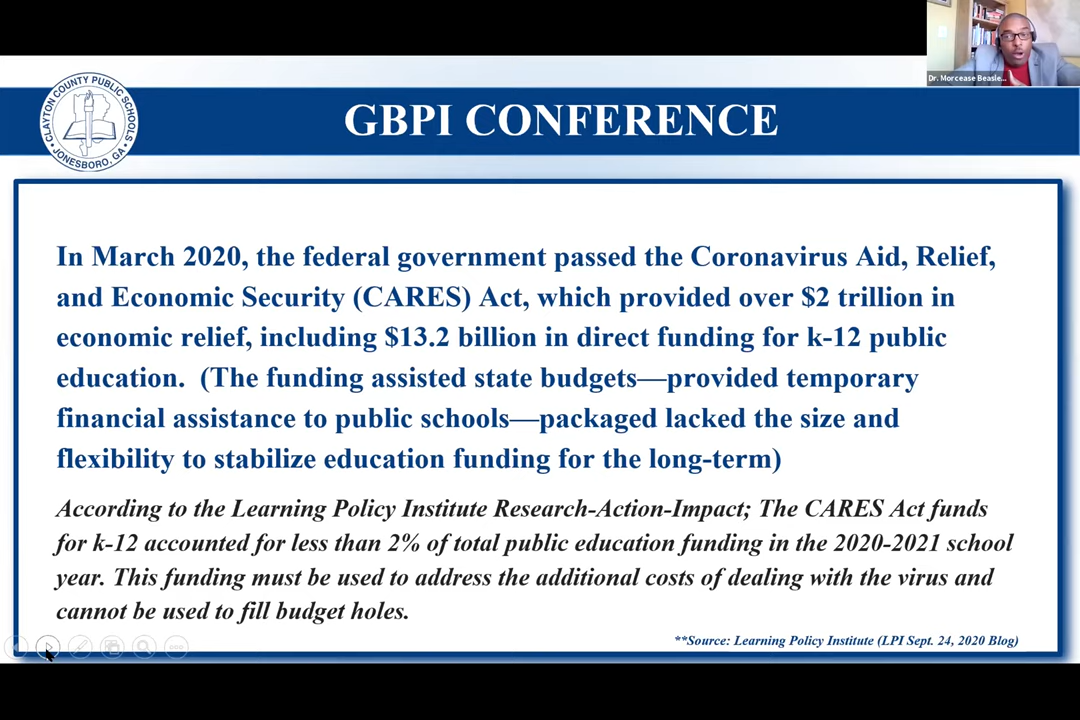 Dr. Morcease Beasle...
CLAYTON COUNTY PUBLIC SCHOOLS
JONESBORO, GA
GBPI CONFERENCE
In March 2020, the federal government passed the Coronavirus Aid, Relief,
and Economic Security (CARES) Act, which provided over $2 trillion in
economic relief, including $13.2 billion in direct funding for k-12 public
education.  (The funding assisted state budgets—provided temporary
financial assistance to public schools—packaged lacked the size and
flexibility to stabilize education funding for the long-term)
According to the Learning Policy Institute Research-Action-Impact; The CARES Act funds
for k-12 accounted for less than 2% of total public education funding in the 2020-2021 school
year. This funding must be used to address the additional costs of dealing with the virus and
cannot be used to fill budget holes.
**Source: Learning Policy Institute (LPI Sept. 24, 2020 Blog)